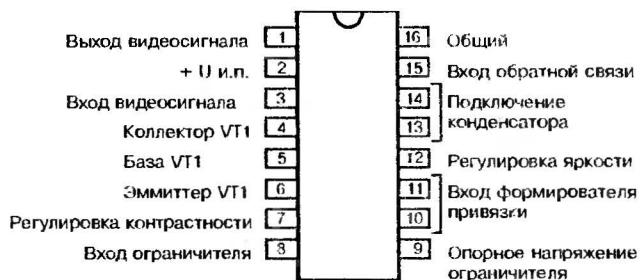 Выход видеосигнала 1 16 Общий
+ U и.п. 2 15 Вход обратной связи
Вход видеосигнала 3 14 Подключение
Коллектор VT1 4 13 конденсатора
База VT1 5 12 Регулировка яркости
Эммиттер VT1 6 11 Вход формирователя
Регулировка контрастности 7 10 привязки
Вход ограничителя 8 9 Опорное напряжение
ограничителя